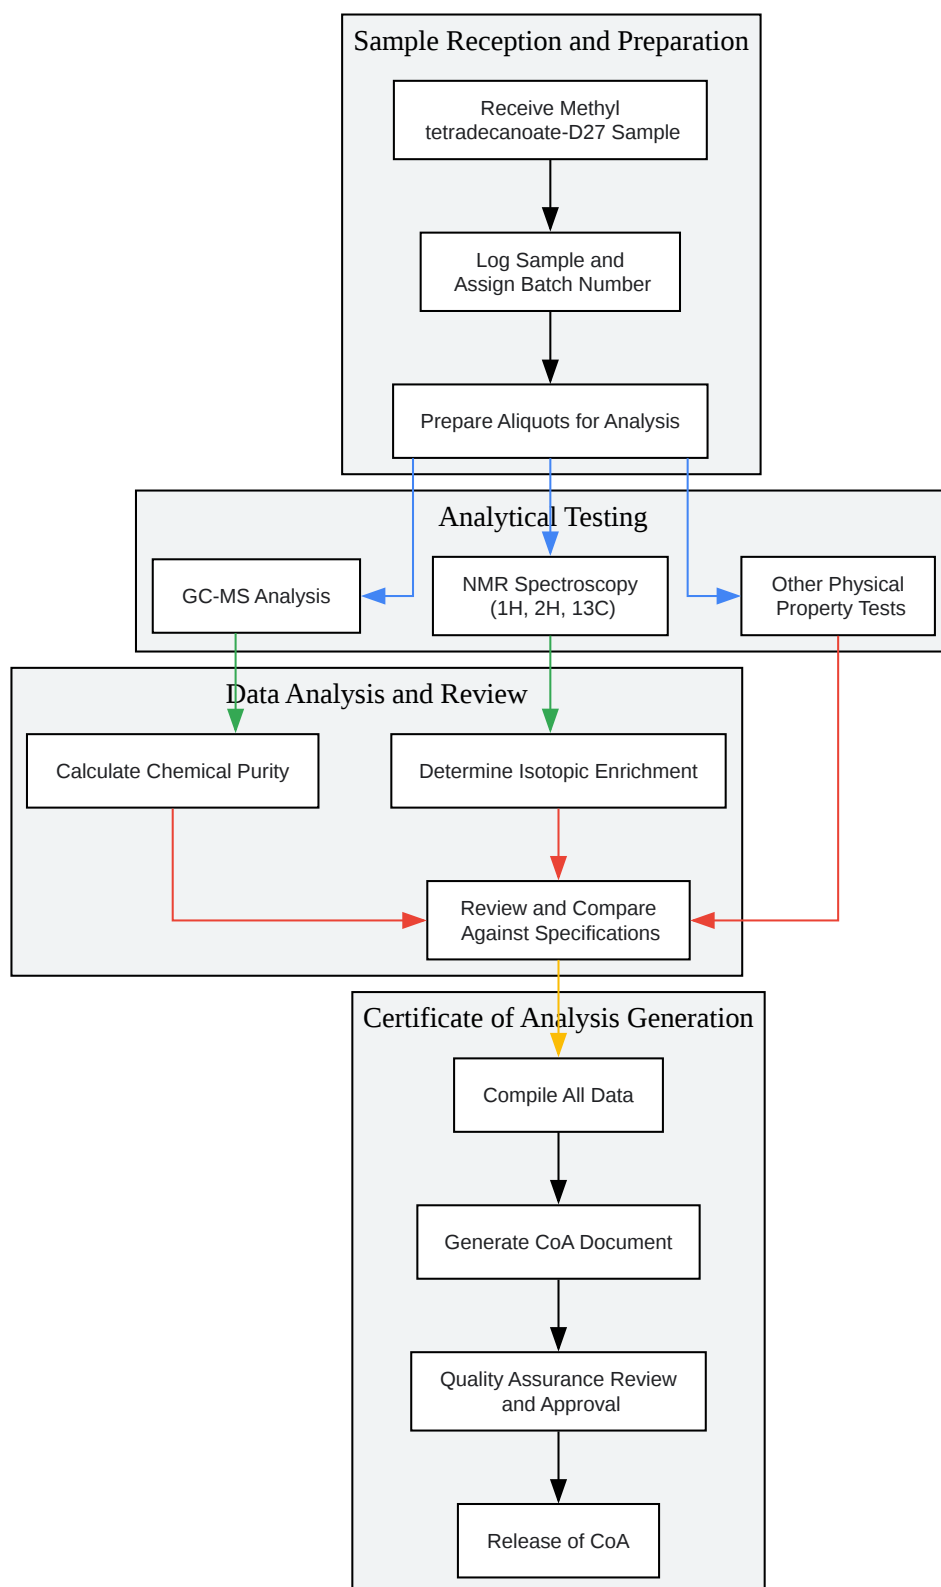 Sample Reception and Preparation
Receive Methyl
tetradecanoate-D27 Sample
Log Sample and
Assign Batch Number
Prepare Aliquots for Analysis
Analytical Testing
GC-MS Analysis
NMR Spectroscopy
(1H, 2H, 13C)
Other Physical
Property Tests
Data Analysis and Review
Calculate Chemical Purity
Determine Isotopic Enrichment
Review and Compare
Against Specifications
Certificate of Analysis Generation
Compile All Data
Generate CoA Document
Quality Assurance Review
and Approval
Release of CoA